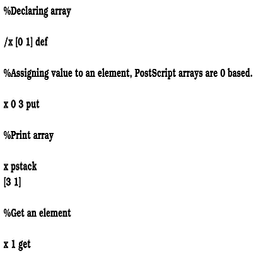 %Declaring array
/x [0 1] def
%Assigning value to an element, PostScript arrays are 0 based.
x 0 3 put
%Print array
x pstack
[3 1]
%Get an element
x 1 get